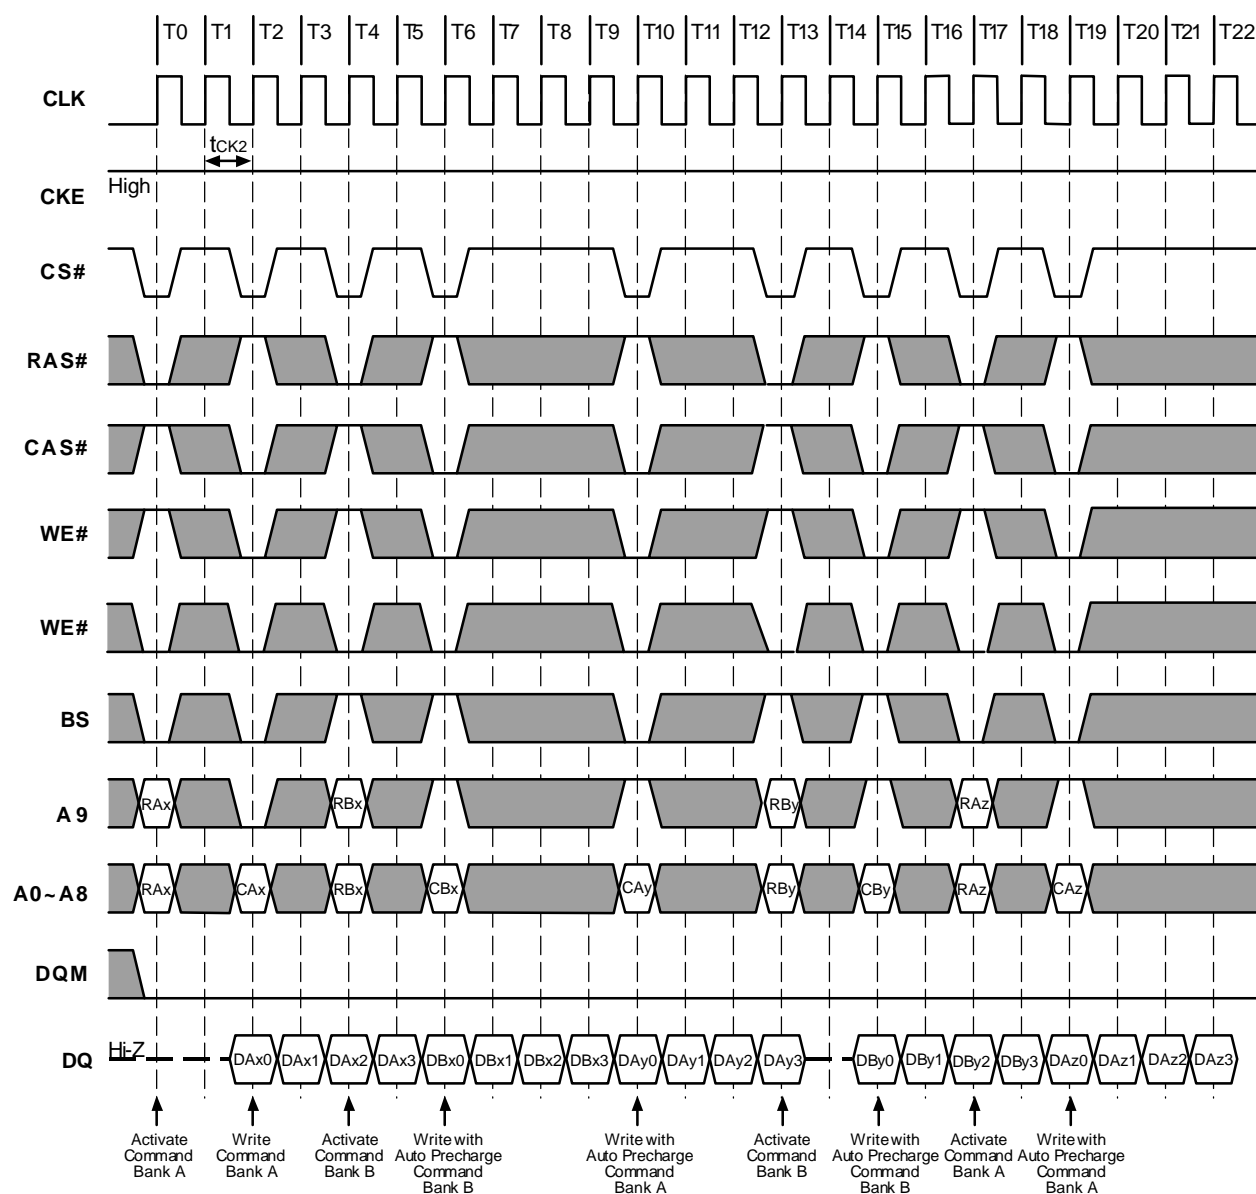 T0 T1 T2 T3 T4 T5 T6 T7 T8 T9 T10 T11 T12 T13 T14 T15 T16 T17 T18 T19 T20 T21 T22
CLK
tCK2
High
CKE
CS#
RAS#
CAS#
WE#
WE#
BS
A9 RAx RBx RBy RAz
A0~A8 RAx CAx RBx CBx CAy RBy CBy RAz CAz
DQM
Hi-Z
DQ DAx0 DAx1 DAx2 DAx3 DBx0 DBx1 DBx2 DBx3 DAy0 DAy1 DAy2 DAy3 DBy0 DBy1 DBy2 DBy3 DAz0 DAz1 DAz2 DAz3
Activate
Command
Bank A
Write
Command
Bank A
Activate
Command
Bank B
Write with
Auto Precharge
Command
Bank B
Write with
Auto Precharge
Command
Bank A
Activate
Command
Bank B
Write with
Auto Precharge
Command
Bank B
Activate
Command
Bank A
Write with
Auto Precharge
Command
Bank A